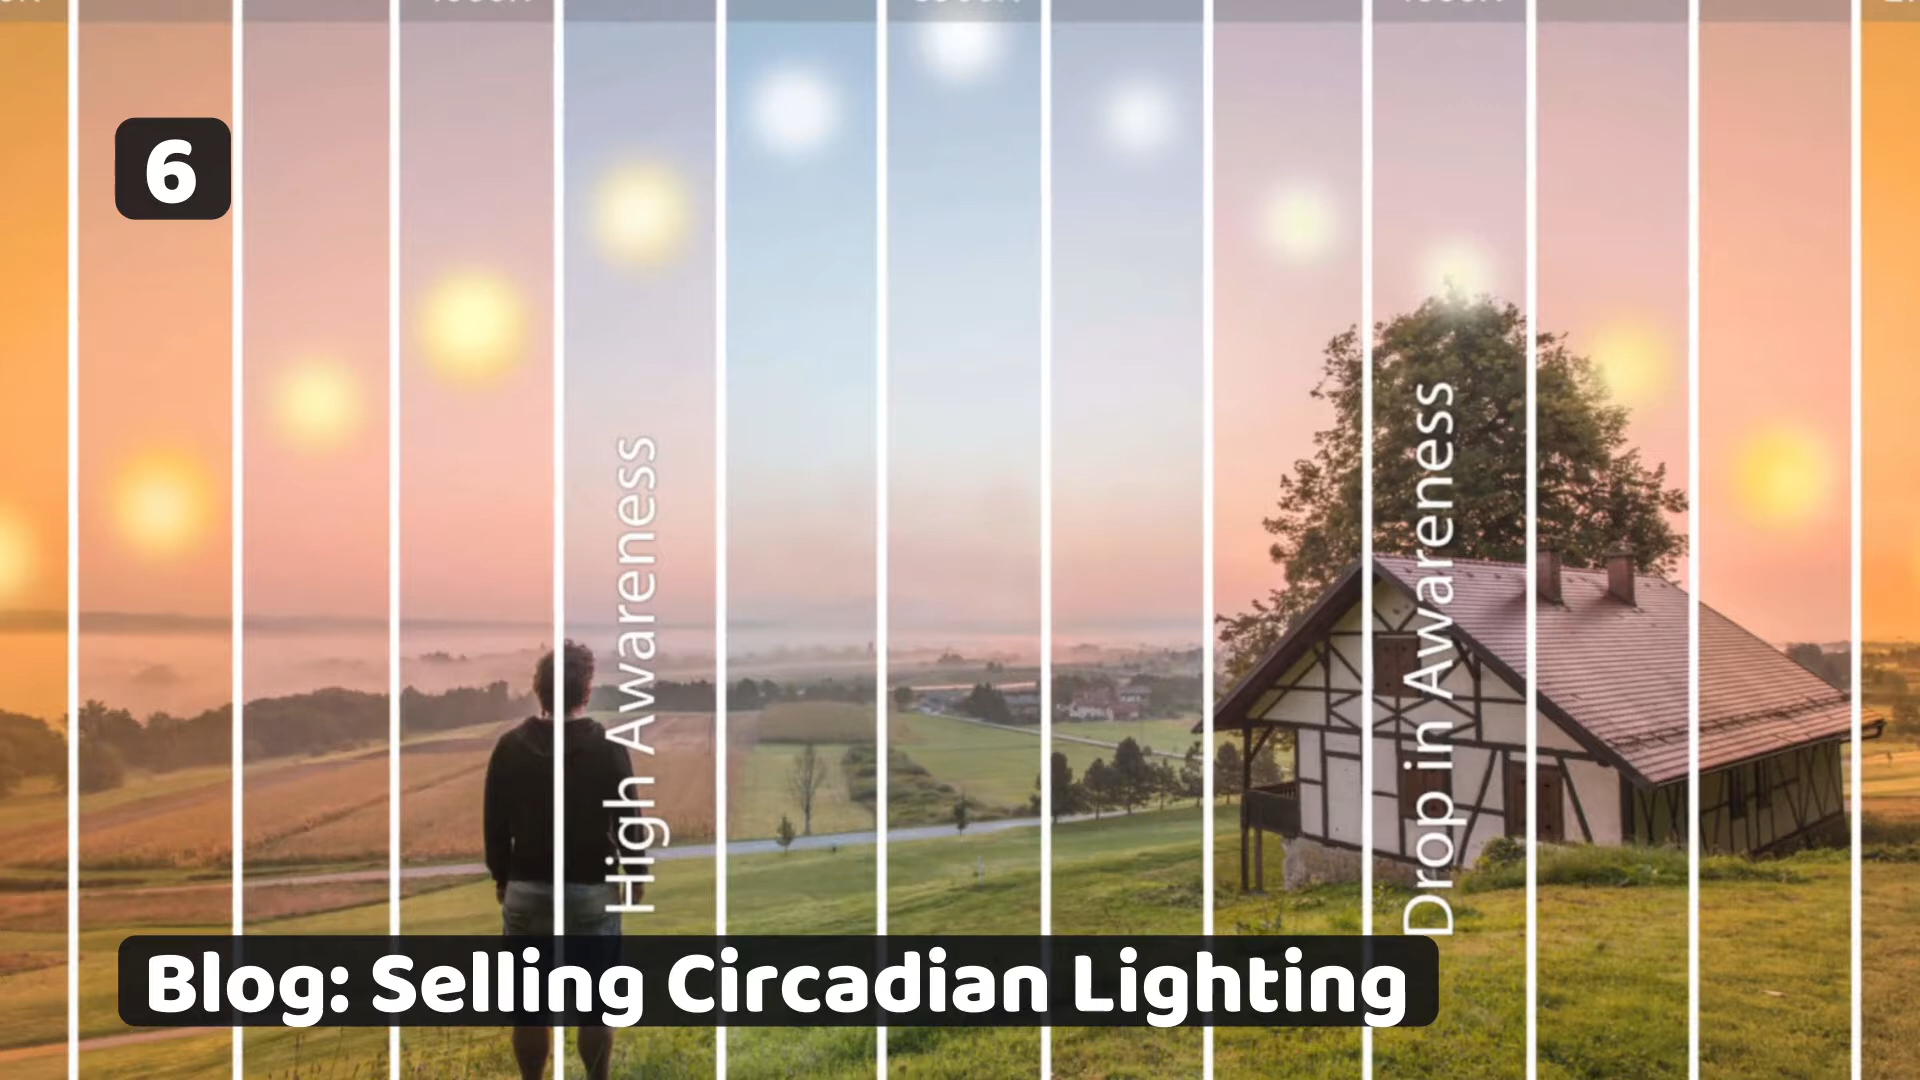 6
High Awareness
Drop in Awareness
Blog: Selling Circadian Lighting